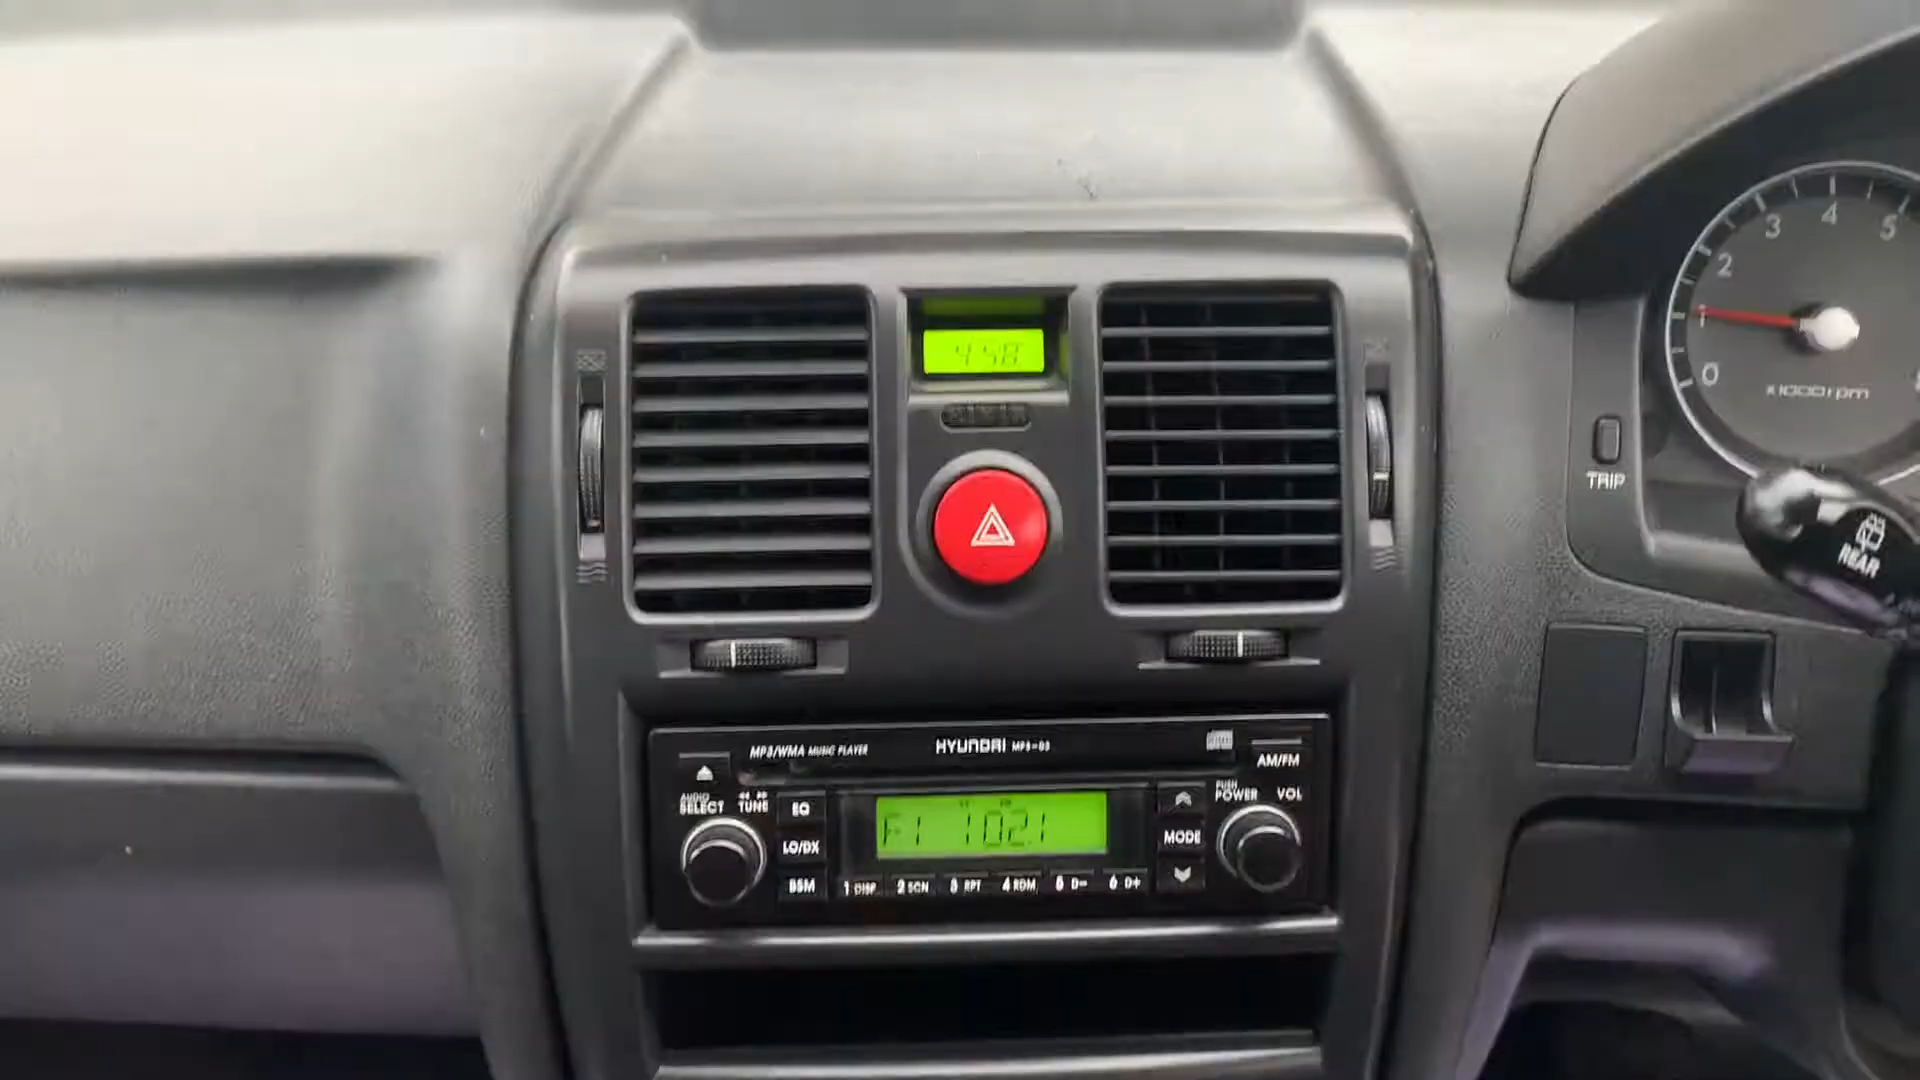 4:58
3 4 5
2
1
0
x1000rpm
TRIP
REAR
MP3/WMA MUSIC PLAYER
HYUNDAI MP3-03
AM/FM
AUDIO
SELECT
TUNE
EQ
LO/DX
BSM
F1 102.1
MODE
PUSH
POWER VOL
1 DISP 2 SCN 3 RPT 4 RDM 5 D- 6 D+